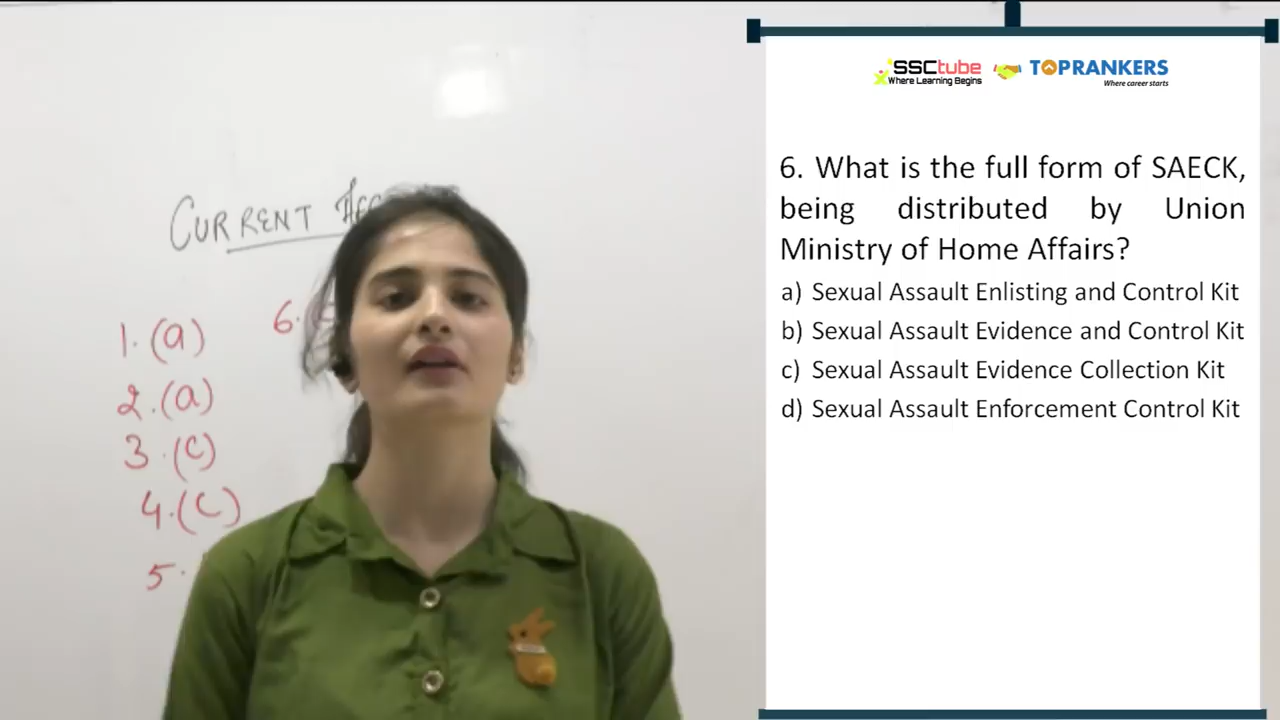 CURRENT
1. (a)
2. (a)
3. (c)
4. (c)
5.
6.
SSCtube
Where Learning Begins
TOPRANKERS
Where career starts
6. What is the full form of SAECK,
being distributed by Union
Ministry of Home Affairs?
a) Sexual Assault Enlisting and Control Kit
b) Sexual Assault Evidence and Control Kit
c) Sexual Assault Evidence Collection Kit
d) Sexual Assault Enforcement Control Kit